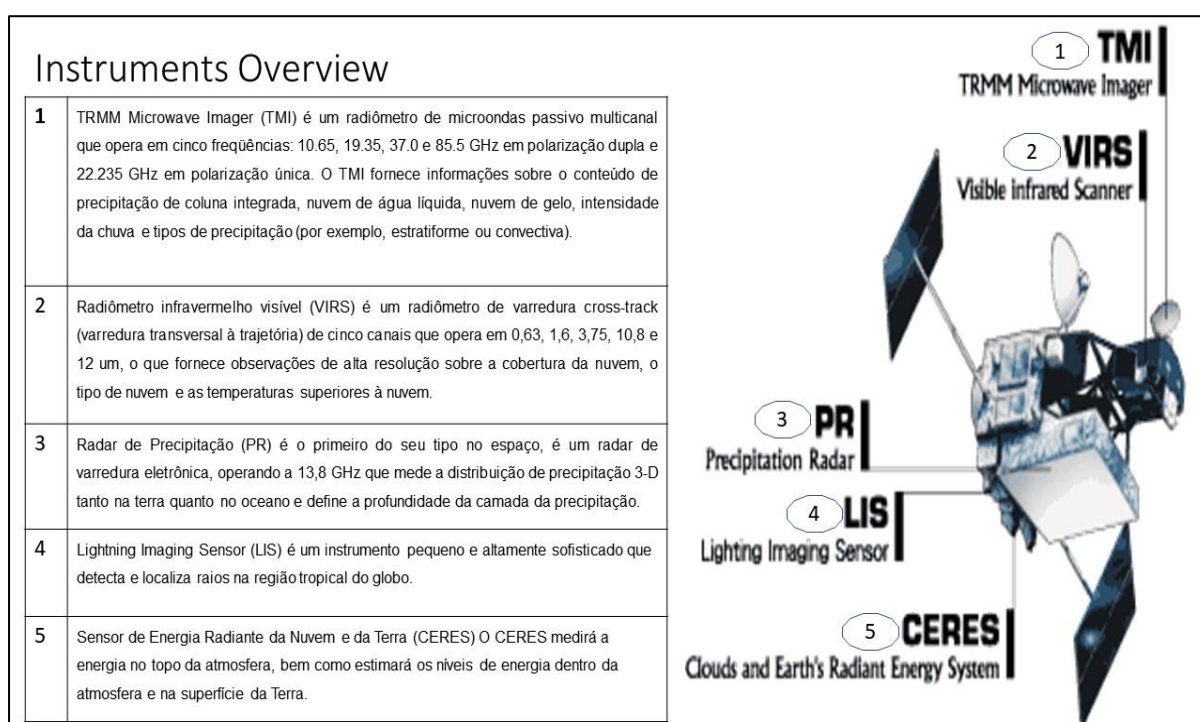 Instruments Overview
1
TRMM Microwave Imager (TMI) é um radiômetro de microondas passivo multicanal
que opera em cinco freqüências: 10.65, 19.35, 37.0 e 85.5 GHz em polarização dupla e
22.235 GHz em polarização única. O TMI fornece informações sobre o conteúdo de
precipitação de coluna integrada, nuvem de água líquida, nuvem de gelo, intensidade
da chuva e tipos de precipitação (por exemplo, estratiforme ou convectiva).
2
Radiômetro infravermelho visível (VIRS) é um radiômetro de varredura cross-track
(varredura transversal à trajetória) de cinco canais que opera em 0,63, 1,6, 3,75, 10,8 e
12 um, o que fornece observações de alta resolução sobre a cobertura da nuvem, o
tipo de nuvem e as temperaturas superiores à nuvem.
3
Radar de Precipitação (PR) é o primeiro do seu tipo no espaço, é um radar de
varredura eletrônica, operando a 13,8 GHz que mede a distribuição de precipitação 3-D
tanto na terra quanto no oceano e define a profundidade da camada da precipitação.
4
Lightning Imaging Sensor (LIS) é um instrumento pequeno e altamente sofisticado que
detecta e localiza raios na região tropical do globo.
5
Sensor de Energia Radiante da Nuvem e da Terra (CERES) O CERES medirá a
energia no topo da atmosfera, bem como estimará os níveis de energia dentro da
atmosfera e na superfície da Terra.
1 TMI
TRMM Microwave Imager
2 VIRS
Visible infrared Scanner
3 PR
Precipitation Radar
4 LIS
Lighting Imaging Sensor
5 CERES
Clouds and Earth's Radiant Energy System